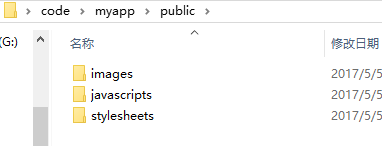 › code › myapp › public ›
(G:)
名称 修改日期
images 2017/5/5
javascripts 2017/5/5
stylesheets 2017/5/5